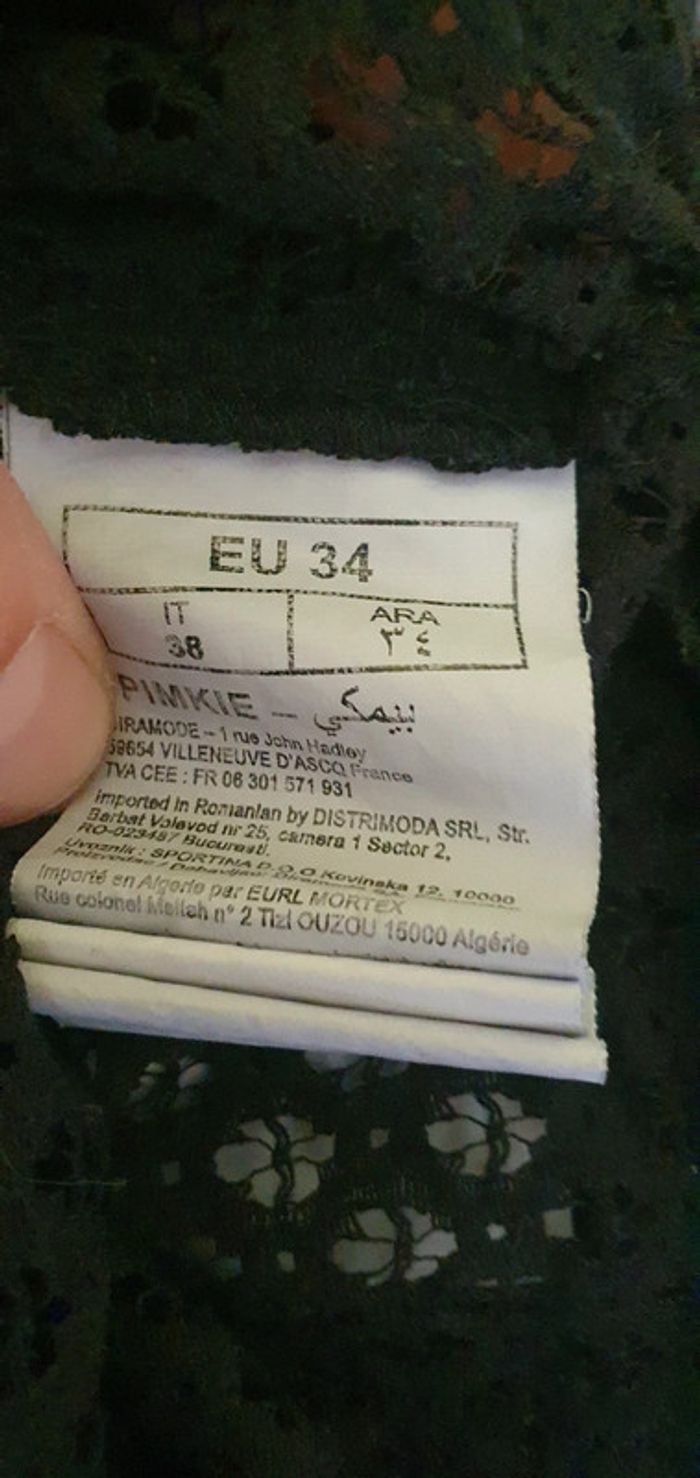 EU 34
IT
38
ARA
٣٤
PIMKIE – بيمكي
DIRAMODE – 1 rue John Hadley
59654 VILLENEUVE D'ASCQ France
TVA CEE : FR 06 301 571 931
Imported in Romanian by DISTRIMODA SRL, Str.
Barbat Voievod nr 25, camera 1 Sector 2,
RO-023487 Bucuresti.
Uvoznik : SPORTINA D.O.O Kovinska 12, 10000
Importé en Algerie par EURL MORTEX
Rue colonel Mellah n° 2 Tizi OUZOU 15000 Algérie